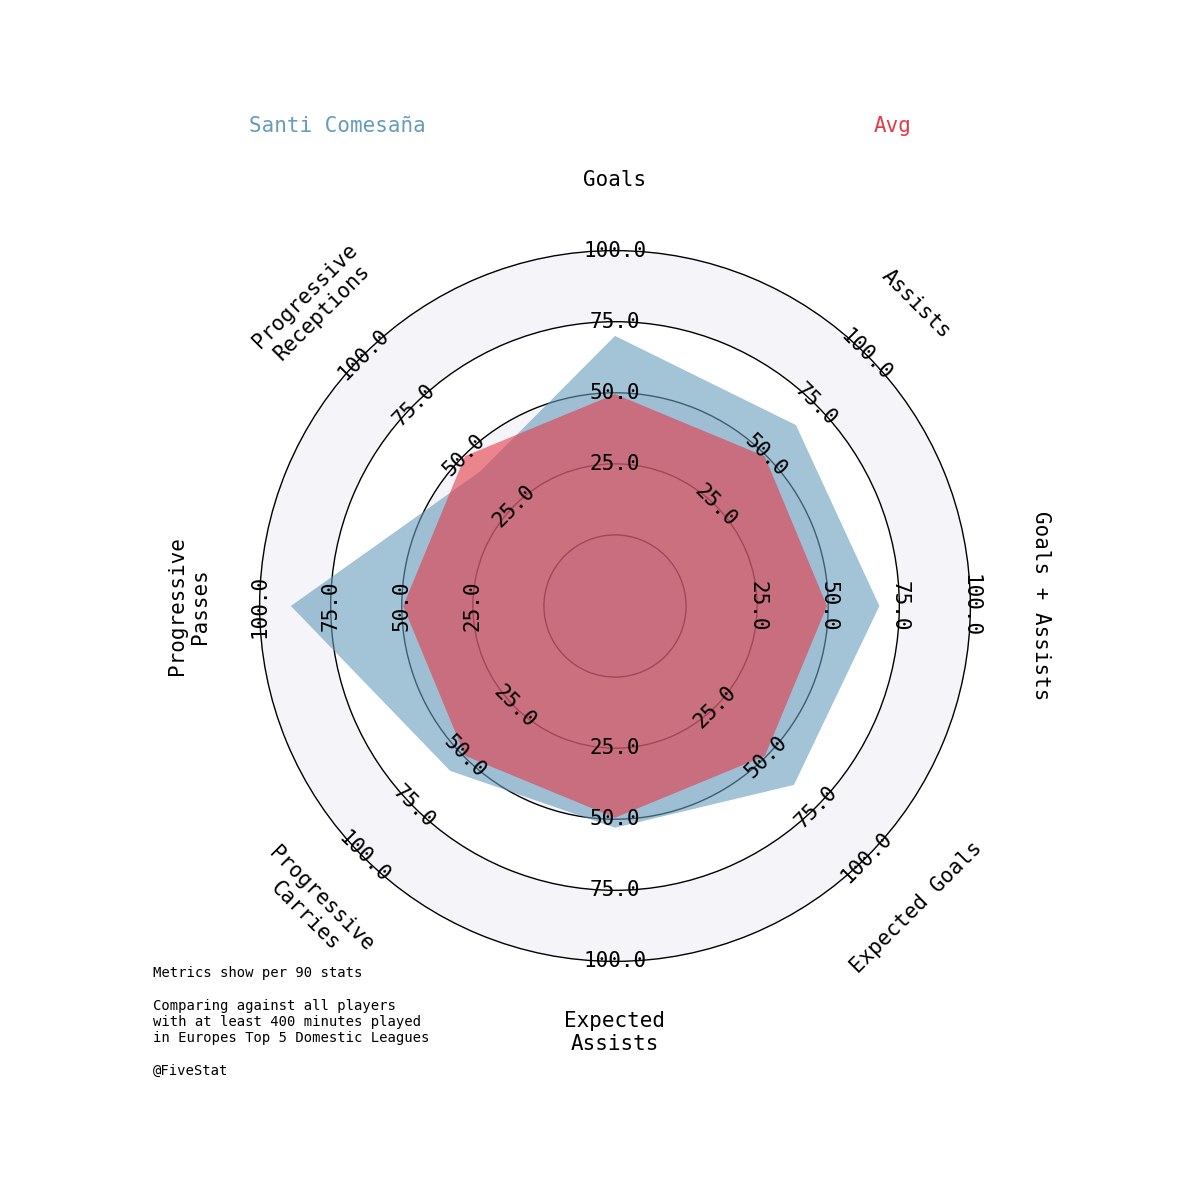 Santi Comesaña
Avg
Goals
Assists
Goals + Assists
Expected Goals
Expected
Assists
Progressive
Carries
Progressive
Passes
Progressive
Receptions
25.0
50.0
75.0
100.0
25.0
50.0
75.0
100.0
25.0
50.0
75.0
100.0
25.0
50.0
75.0
100.0
25.0
50.0
75.0
100.0
25.0
50.0
75.0
100.0
25.0
50.0
75.0
100.0
25.0
50.0
75.0
100.0
Metrics show per 90 stats
Comparing against all players
with at least 400 minutes played
in Europes Top 5 Domestic Leagues
@FiveStat